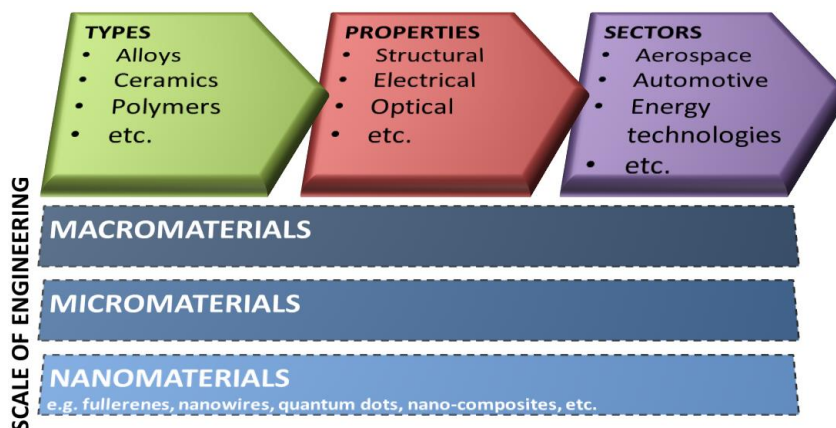 TYPES
• Alloys
• Ceramics
• Polymers
• etc.
PROPERTIES
• Structural
• Electrical
• Optical
• etc.
SECTORS
• Aerospace
• Automotive
• Energy
technologies
• etc.
SCALE OF ENGINEERING
MACROMATERIALS
MICROMATERIALS
NANOMATERIALS
e.g. fullerenes, nanowires, quantum dots, nano-composites, etc.